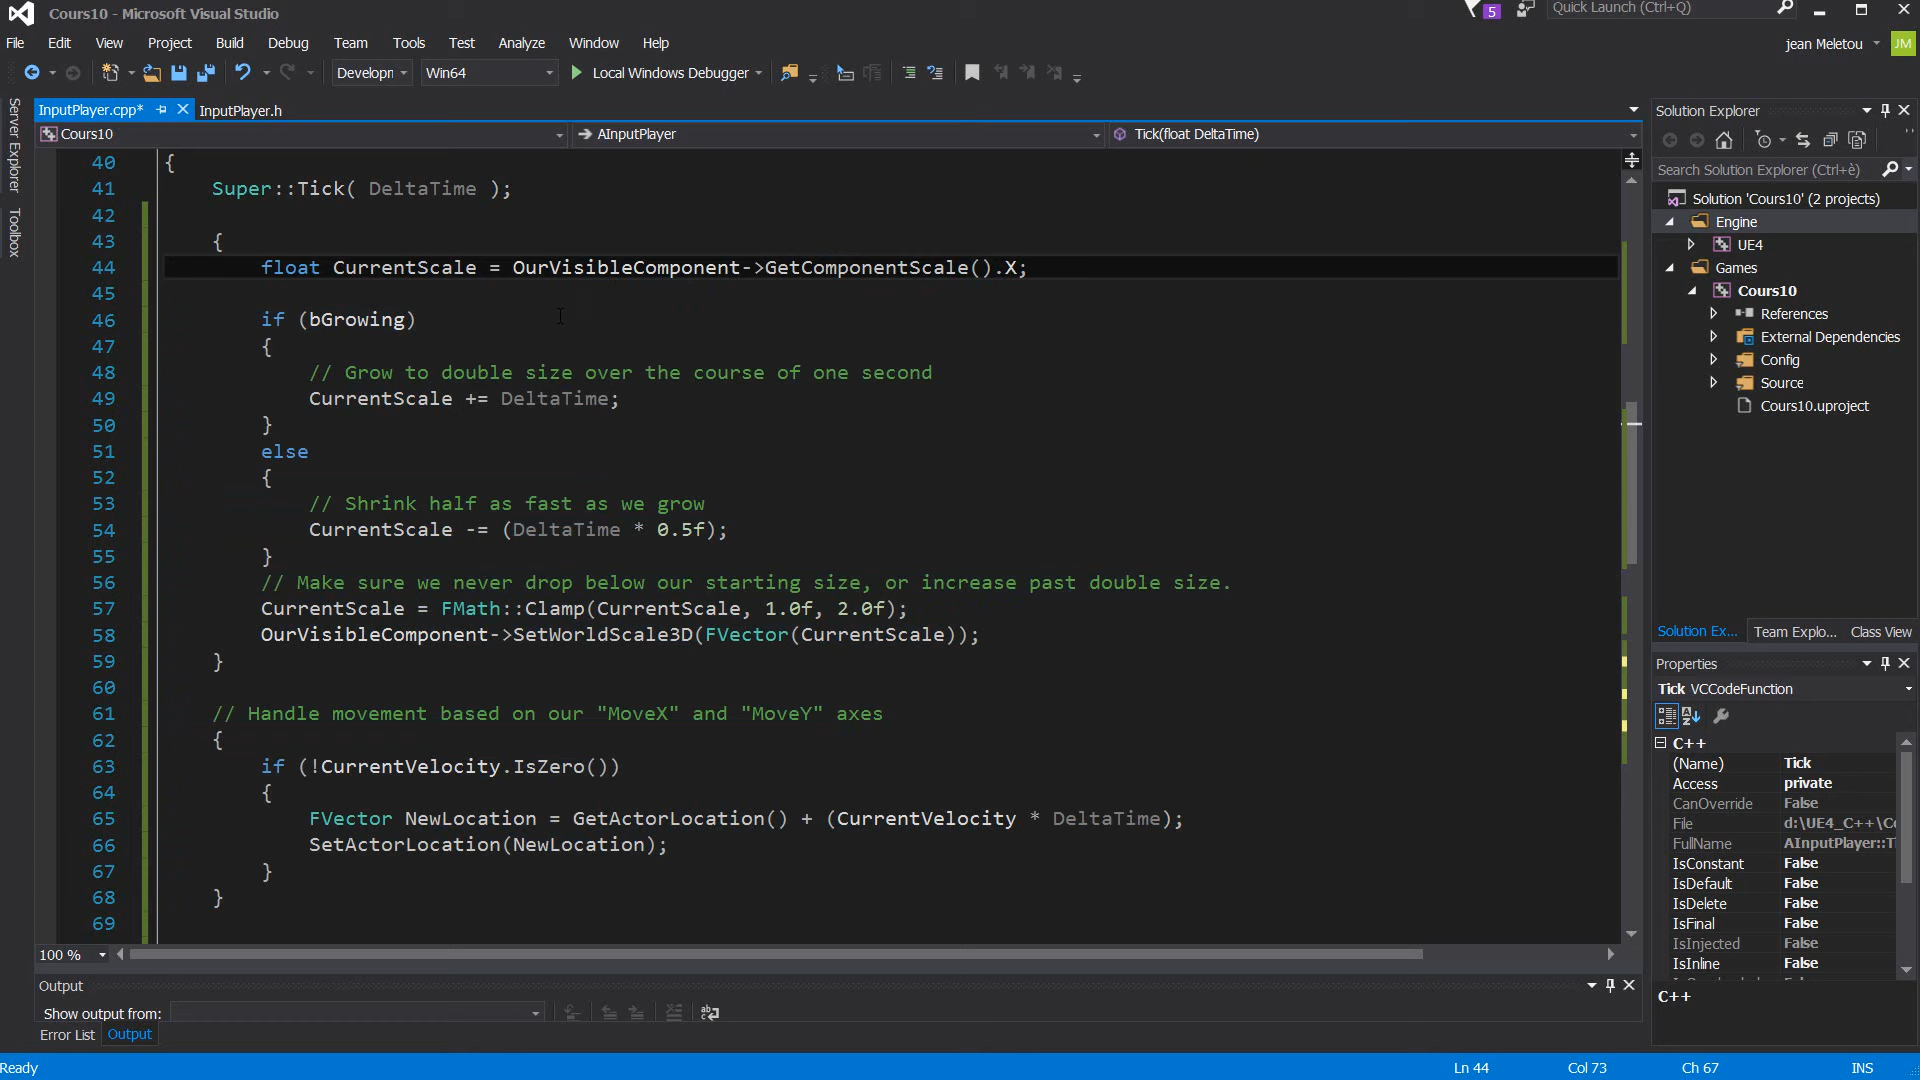 Cours10 - Microsoft Visual Studio
5
Quick Launch (Ctrl+Q)
File Edit View Project Build Debug Team Tools Test Analyze Window Help
jean Meletou
JM
Developn Win64 Local Windows Debugger
Server Explorer
Toolbox
InputPlayer.cpp* InputPlayer.h
Cours10 AInputPlayer Tick(float DeltaTime)
40 {
41 Super::Tick( DeltaTime );
42
43 {
44 float CurrentScale = OurVisibleComponent->GetComponentScale().X;
45
46 if (bGrowing)
47 {
48 // Grow to double size over the course of one second
49 CurrentScale += DeltaTime;
50 }
51 else
52 {
53 // Shrink half as fast as we grow
54 CurrentScale -= (DeltaTime * 0.5f);
55 }
56 // Make sure we never drop below our starting size, or increase past double size.
57 CurrentScale = FMath::Clamp(CurrentScale, 1.0f, 2.0f);
58 OurVisibleComponent->SetWorldScale3D(FVector(CurrentScale));
59 }
60
61 // Handle movement based on our "MoveX" and "MoveY" axes
62 {
63 if (!CurrentVelocity.IsZero())
64 {
65 FVector NewLocation = GetActorLocation() + (CurrentVelocity * DeltaTime);
66 SetActorLocation(NewLocation);
67 }
68 }
69
100 %
Output
Show output from:
Error List Output
Solution Explorer
Search Solution Explorer (Ctrl+è)
Solution 'Cours10' (2 projects)
Engine
UE4
Games
Cours10
References
External Dependencies
Config
Source
Cours10.uproject
Solution Ex... Team Explo... Class View
Properties
Tick VCCodeFunction
C++
(Name) Tick
Access private
CanOverride False
File d:\UE4_C++\Co
FullName AInputPlayer::Ti
IsConstant False
IsDefault False
IsDelete False
IsFinal False
IsInjected False
IsInline False
C++
Ready Ln 44 Col 73 Ch 67 INS